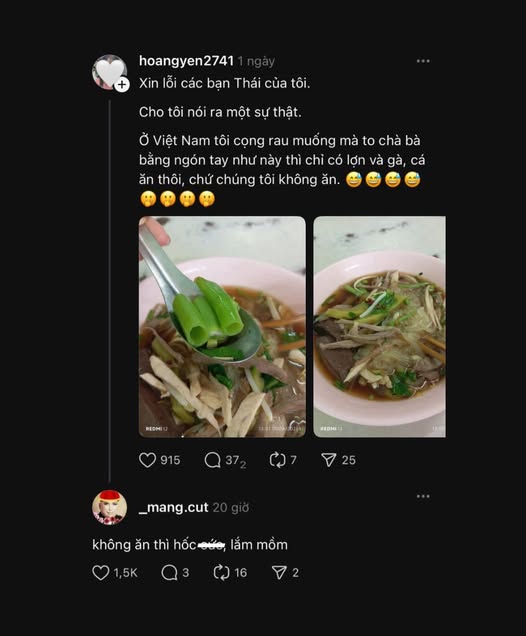 hoangyen2741 1 ngày
Xin lỗi các bạn Thái của tôi.
Cho tôi nói ra một sự thật.
Ở Việt Nam tôi cọng rau muống mà to chà bà
bằng ngón tay như này thì chỉ có lợn và gà, cá
ăn thôi, chứ chúng tôi không ăn. 😅😅😅😅
🤫🤫🤫🤫
REDMI 12
REDMI 12
915 372 7 25
_mang.cut 20 giờ
không ăn thì hốc sức, lắm mồm
1,5K 3 16 2